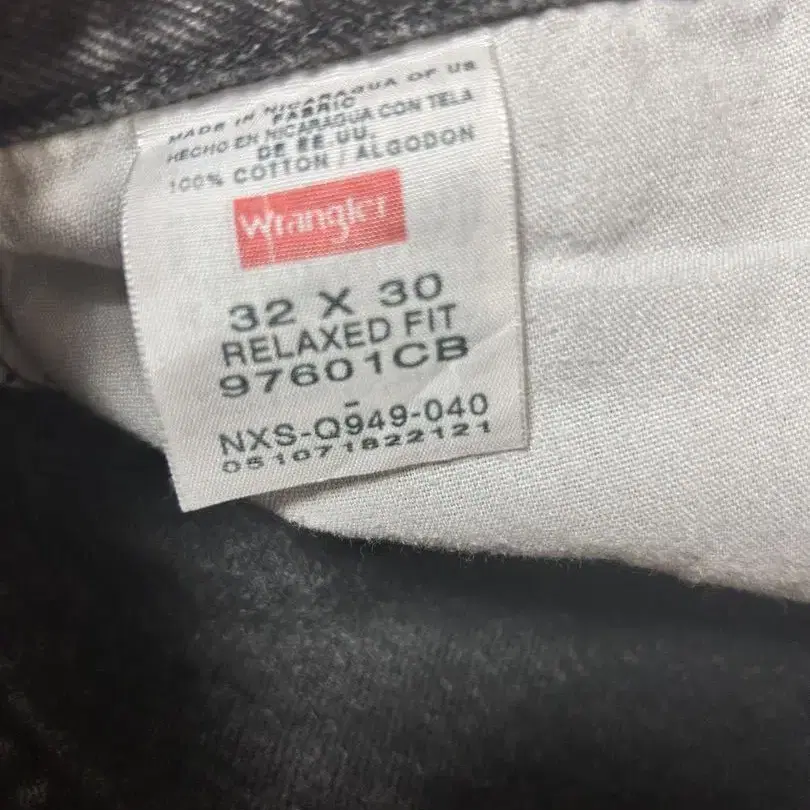 MADE IN NICARAGUA OF US
FABRIC
HECHO EN NICARAGUA CON TELA
DE EE.UU.
100% COTTON / ALGODON
Wrangler
32 X 30
RELAXED FIT
97601CB
-
NXS-Q949-040
051071822121